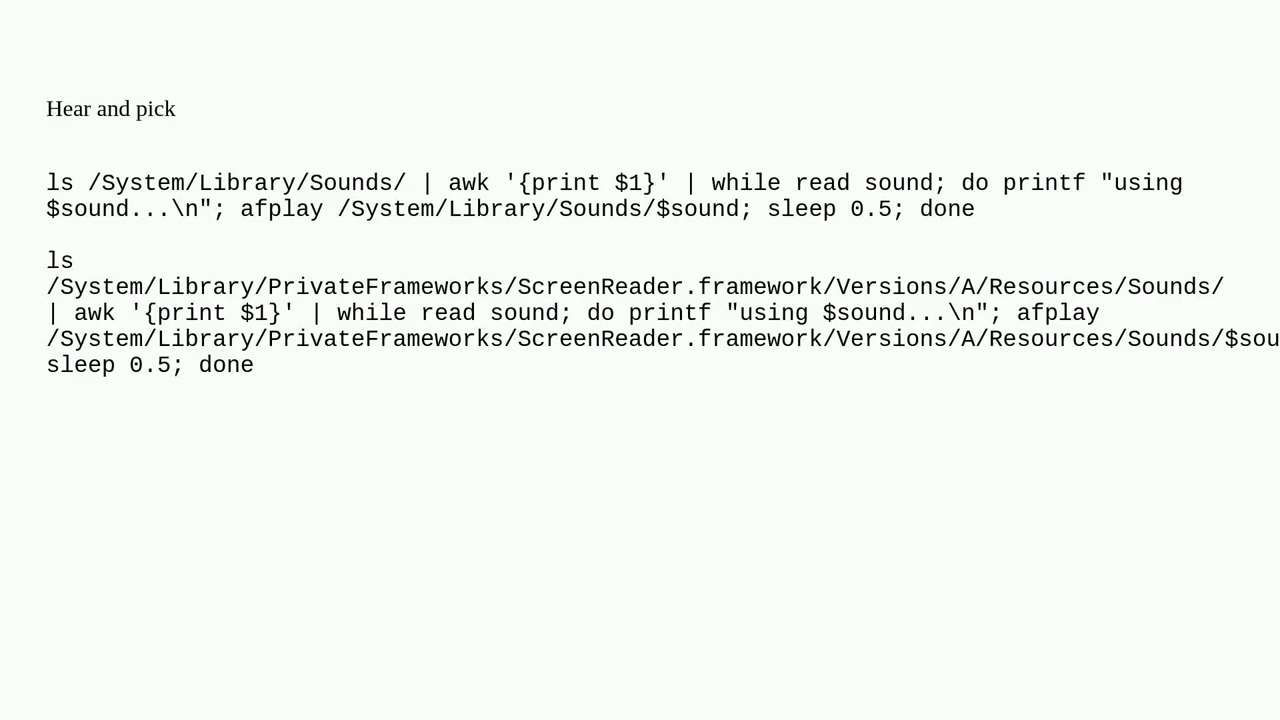 Hear and pick
ls /System/Library/Sounds/ | awk '{print $1}' | while read sound; do printf "using
$sound...\n"; afplay /System/Library/Sounds/$sound; sleep 0.5; done
ls
/System/Library/PrivateFrameworks/ScreenReader.framework/Versions/A/Resources/Sounds/
| awk '{print $1}' | while read sound; do printf "using $sound...\n"; afplay
/System/Library/PrivateFrameworks/ScreenReader.framework/Versions/A/Resources/Sounds/$sou
sleep 0.5; done